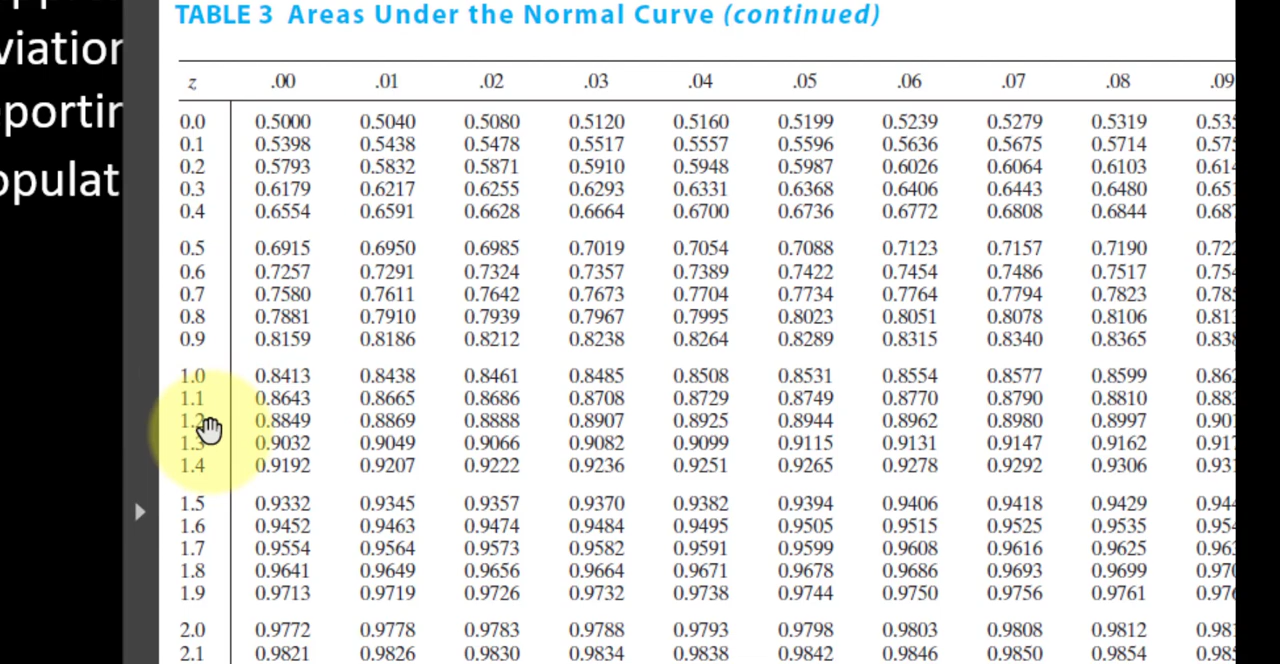 TABLE 3 Areas Under the Normal Curve (continued)
z .00 .01 .02 .03 .04 .05 .06 .07 .08 .09
0.0 0.5000 0.5040 0.5080 0.5120 0.5160 0.5199 0.5239 0.5279 0.5319
0.1 0.5398 0.5438 0.5478 0.5517 0.5557 0.5596 0.5636 0.5675 0.5714
0.2 0.5793 0.5832 0.5871 0.5910 0.5948 0.5987 0.6026 0.6064 0.6103
0.3 0.6179 0.6217 0.6255 0.6293 0.6331 0.6368 0.6406 0.6443 0.6480
0.4 0.6554 0.6591 0.6628 0.6664 0.6700 0.6736 0.6772 0.6808 0.6844
0.5 0.6915 0.6950 0.6985 0.7019 0.7054 0.7088 0.7123 0.7157 0.7190
0.6 0.7257 0.7291 0.7324 0.7357 0.7389 0.7422 0.7454 0.7486 0.7517
0.7 0.7580 0.7611 0.7642 0.7673 0.7704 0.7734 0.7764 0.7794 0.7823
0.8 0.7881 0.7910 0.7939 0.7967 0.7995 0.8023 0.8051 0.8078 0.8106
0.9 0.8159 0.8186 0.8212 0.8238 0.8264 0.8289 0.8315 0.8340 0.8365
1.0 0.8413 0.8438 0.8461 0.8485 0.8508 0.8531 0.8554 0.8577 0.8599
1.1 0.8643 0.8665 0.8686 0.8708 0.8729 0.8749 0.8770 0.8790 0.8810
1.2 0.8849 0.8869 0.8888 0.8907 0.8925 0.8944 0.8962 0.8980 0.8997
1.3 0.9032 0.9049 0.9066 0.9082 0.9099 0.9115 0.9131 0.9147 0.9162
1.4 0.9192 0.9207 0.9222 0.9236 0.9251 0.9265 0.9278 0.9292 0.9306
1.5 0.9332 0.9345 0.9357 0.9370 0.9382 0.9394 0.9406 0.9418 0.9429
1.6 0.9452 0.9463 0.9474 0.9484 0.9495 0.9505 0.9515 0.9525 0.9535
1.7 0.9554 0.9564 0.9573 0.9582 0.9591 0.9599 0.9608 0.9616 0.9625
1.8 0.9641 0.9649 0.9656 0.9664 0.9671 0.9678 0.9686 0.9693 0.9699
1.9 0.9713 0.9719 0.9726 0.9732 0.9738 0.9744 0.9750 0.9756 0.9761
2.0 0.9772 0.9778 0.9783 0.9788 0.9793 0.9798 0.9803 0.9808 0.9812
2.1 0.9821 0.9826 0.9830 0.9834 0.9838 0.9842 0.9846 0.9850 0.9854